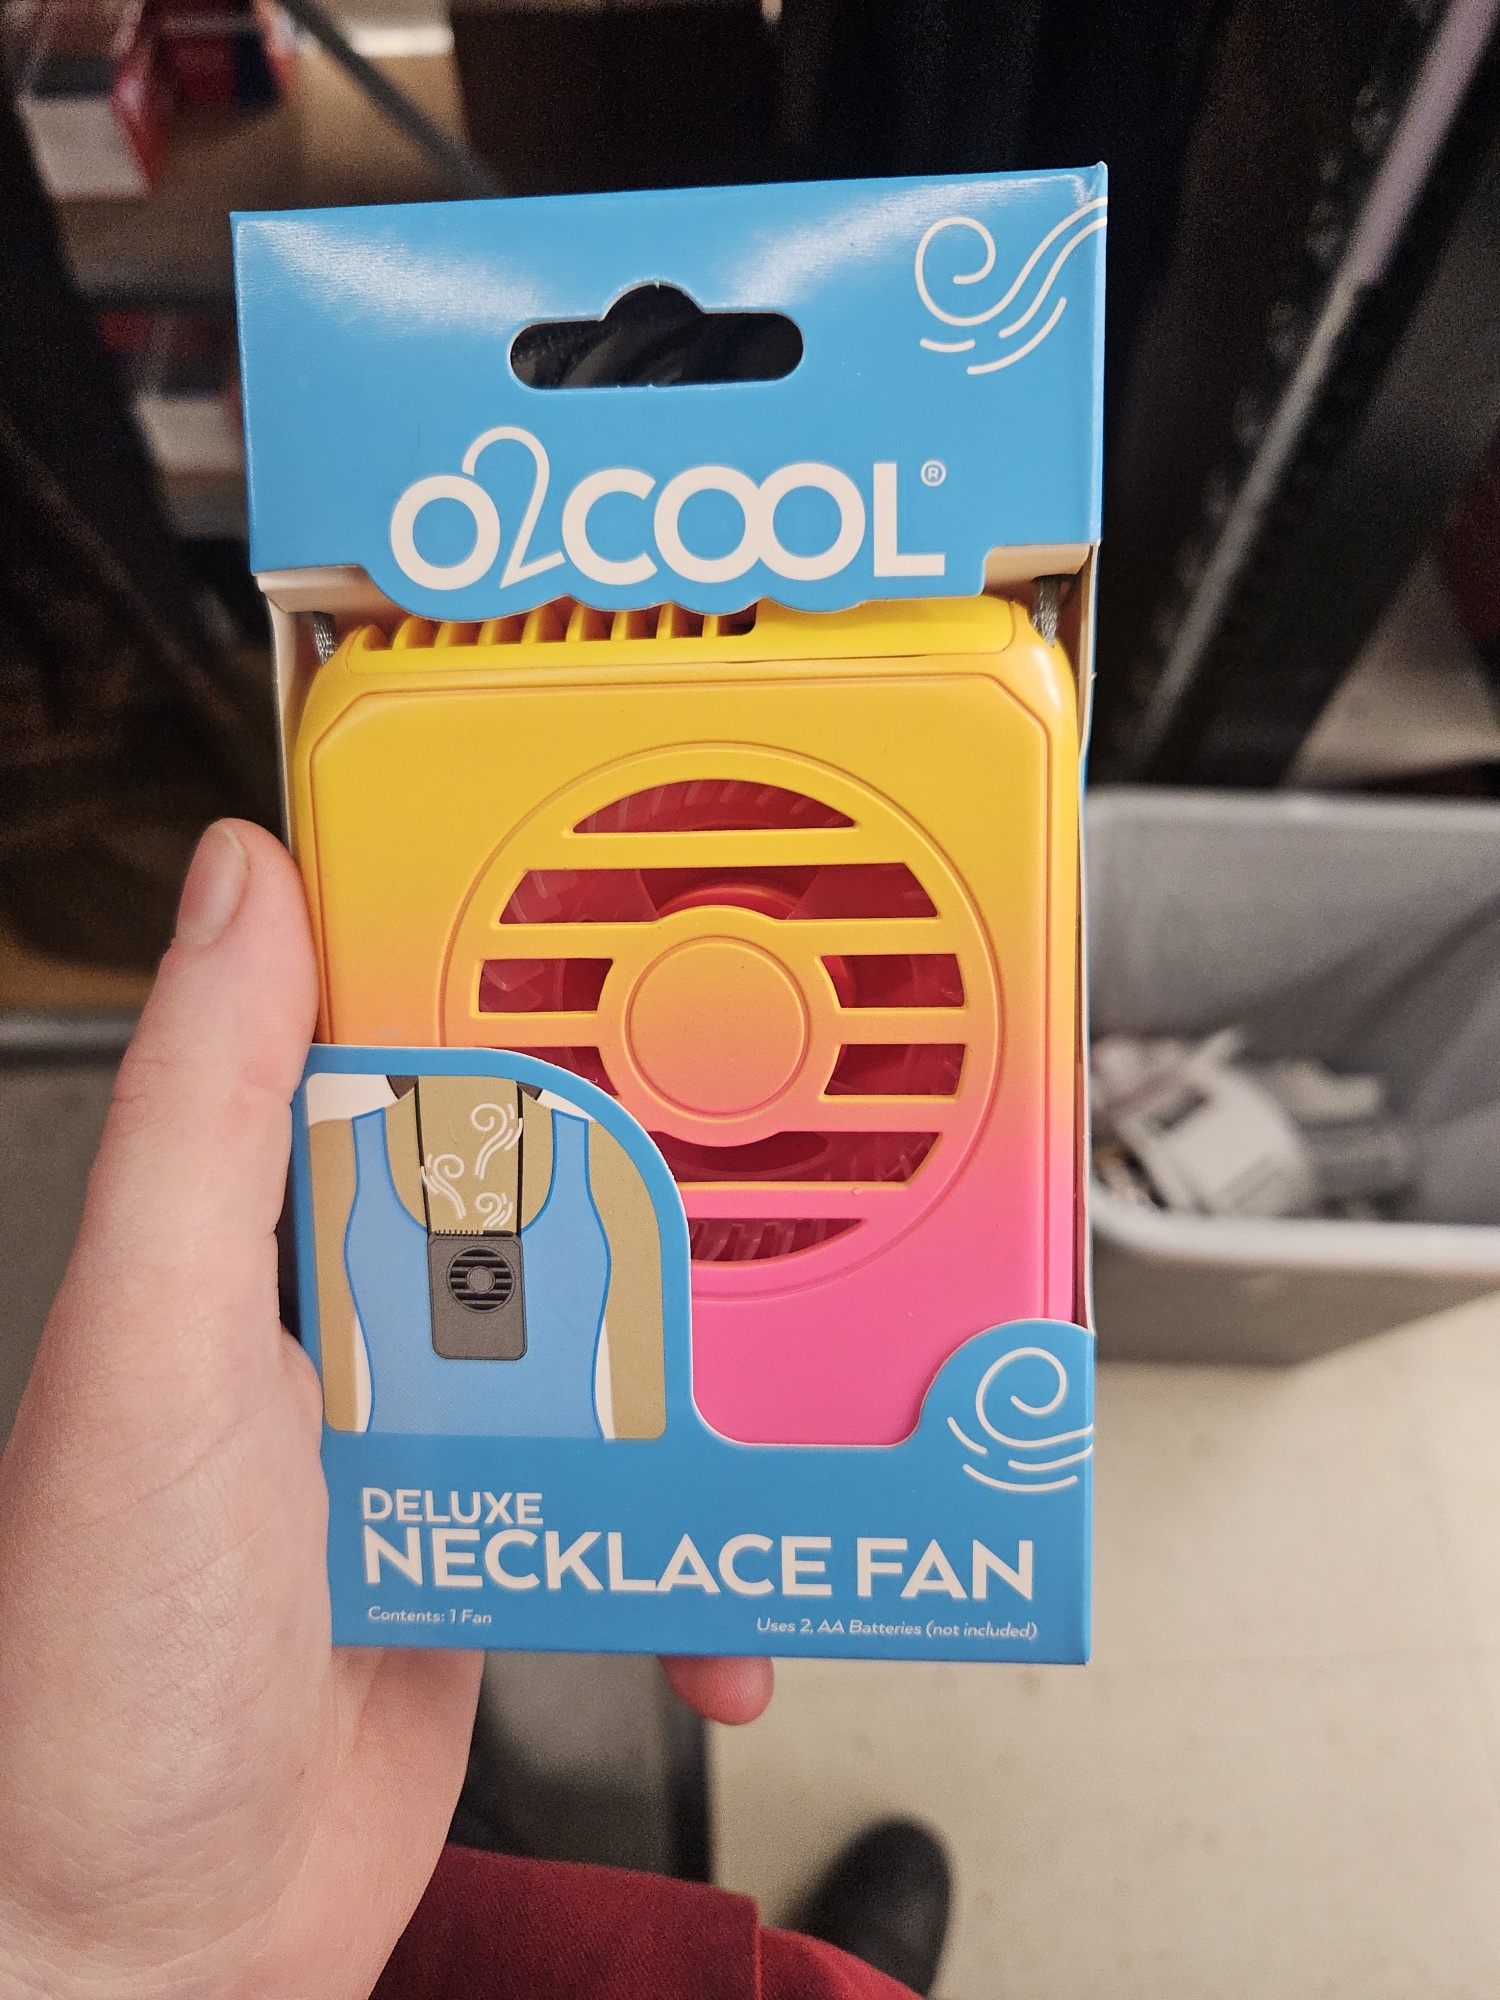 O2COOL®
DELUXE
NECKLACE FAN
Contents: 1 Fan
Uses 2, AA Batteries (not included)